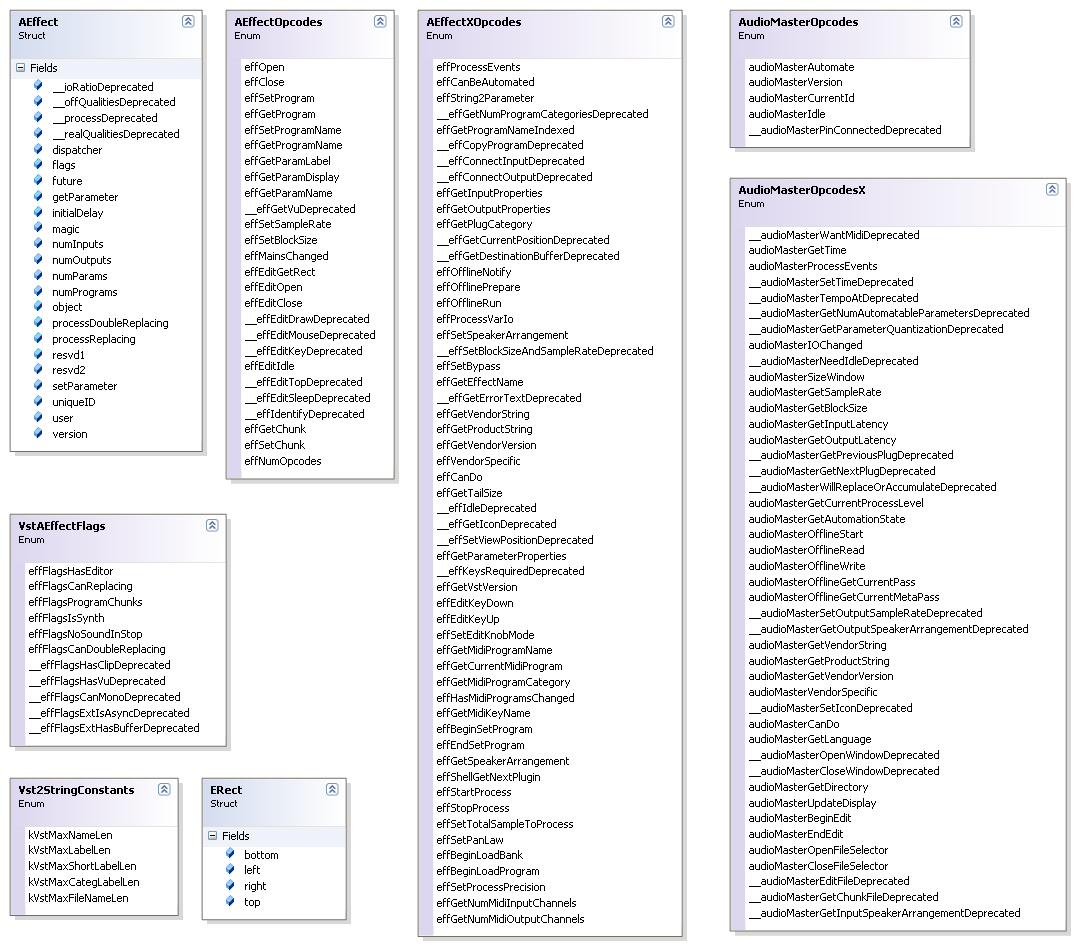 AEffect
Struct
Fields
__ioRatioDeprecated
__offQualitiesDeprecated
__processDeprecated
__realQualitiesDeprecated
dispatcher
flags
future
getParameter
initialDelay
magic
numInputs
numOutputs
numParams
numPrograms
object
processDoubleReplacing
processReplacing
resvd1
resvd2
setParameter
uniqueID
user
version
AEffectOpcodes
Enum
effOpen
effClose
effSetProgram
effGetProgram
effSetProgramName
effGetProgramName
effGetParamLabel
effGetParamDisplay
effGetParamName
__effGetVuDeprecated
effSetSampleRate
effSetBlockSize
effMainsChanged
effEditGetRect
effEditOpen
effEditClose
__effEditDrawDeprecated
__effEditMouseDeprecated
__effEditKeyDeprecated
effEditIdle
__effEditTopDeprecated
__effEditSleepDeprecated
__effIdentifyDeprecated
effGetChunk
effSetChunk
effNumOpcodes
AEffectXOpcodes
Enum
effProcessEvents
effCanBeAutomated
effString2Parameter
__effGetNumProgramCategoriesDeprecated
effGetProgramNameIndexed
__effCopyProgramDeprecated
__effConnectInputDeprecated
__effConnectOutputDeprecated
effGetInputProperties
effGetOutputProperties
effGetPlugCategory
__effGetCurrentPositionDeprecated
__effGetDestinationBufferDeprecated
effOfflineNotify
effOfflinePrepare
effOfflineRun
effProcessVarIo
effSetSpeakerArrangement
__effSetBlockSizeAndSampleRateDeprecated
effSetBypass
effGetEffectName
__effGetErrorTextDeprecated
effGetVendorString
effGetProductString
effGetVendorVersion
effVendorSpecific
effCanDo
effGetTailSize
__effIdleDeprecated
__effGetIconDeprecated
__effSetViewPositionDeprecated
effGetParameterProperties
__effKeysRequiredDeprecated
effGetVstVersion
effEditKeyDown
effEditKeyUp
effSetEditKnobMode
effGetMidiProgramName
effGetCurrentMidiProgram
effGetMidiProgramCategory
effHasMidiProgramsChanged
effGetMidiKeyName
effBeginSetProgram
effEndSetProgram
effGetSpeakerArrangement
effShellGetNextPlugin
effStartProcess
effStopProcess
effSetTotalSampleToProcess
effSetPanLaw
effBeginLoadBank
effBeginLoadProgram
effSetProcessPrecision
effGetNumMidiInputChannels
effGetNumMidiOutputChannels
AudioMasterOpcodes
Enum
audioMasterAutomate
audioMasterVersion
audioMasterCurrentId
audioMasterIdle
__audioMasterPinConnectedDeprecated
AudioMasterOpcodesX
Enum
__audioMasterWantMidiDeprecated
audioMasterGetTime
audioMasterProcessEvents
__audioMasterSetTimeDeprecated
__audioMasterTempoAtDeprecated
__audioMasterGetNumAutomatableParametersDeprecated
__audioMasterGetParameterQuantizationDeprecated
audioMasterIOChanged
__audioMasterNeedIdleDeprecated
audioMasterSizeWindow
audioMasterGetSampleRate
audioMasterGetBlockSize
audioMasterGetInputLatency
audioMasterGetOutputLatency
__audioMasterGetPreviousPlugDeprecated
__audioMasterGetNextPlugDeprecated
__audioMasterWillReplaceOrAccumulateDeprecated
audioMasterGetCurrentProcessLevel
audioMasterGetAutomationState
audioMasterOfflineStart
audioMasterOfflineRead
audioMasterOfflineWrite
audioMasterOfflineGetCurrentPass
audioMasterOfflineGetCurrentMetaPass
__audioMasterSetOutputSampleRateDeprecated
__audioMasterGetOutputSpeakerArrangementDeprecated
audioMasterGetVendorString
audioMasterGetProductString
audioMasterGetVendorVersion
audioMasterVendorSpecific
__audioMasterSetIconDeprecated
audioMasterCanDo
audioMasterGetLanguage
__audioMasterOpenWindowDeprecated
__audioMasterCloseWindowDeprecated
audioMasterGetDirectory
audioMasterUpdateDisplay
audioMasterBeginEdit
audioMasterEndEdit
audioMasterOpenFileSelector
audioMasterCloseFileSelector
__audioMasterEditFileDeprecated
__audioMasterGetChunkFileDeprecated
__audioMasterGetInputSpeakerArrangementDeprecated
VstAEffectFlags
Enum
effFlagsHasEditor
effFlagsCanReplacing
effFlagsProgramChunks
effFlagsIsSynth
effFlagsNoSoundInStop
effFlagsCanDoubleReplacing
__effFlagsHasClipDeprecated
__effFlagsHasVuDeprecated
__effFlagsCanMonoDeprecated
__effFlagsExtIsAsyncDeprecated
__effFlagsExtHasBufferDeprecated
Vst2StringConstants
Enum
kVstMaxNameLen
kVstMaxLabelLen
kVstMaxShortLabelLen
kVstMaxCategLabelLen
kVstMaxFileNameLen
ERect
Struct
Fields
bottom
left
right
top